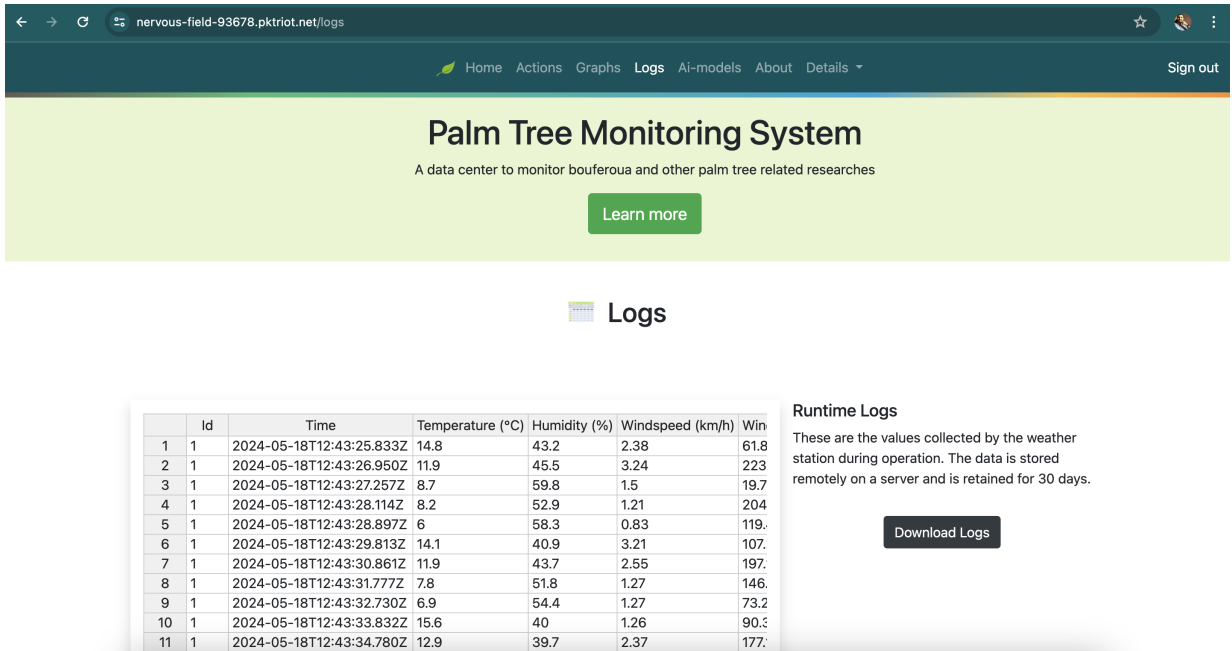 nervous-field-93678.pktriot.net/logs
Home Actions Graphs Logs Ai-models About Details Sign out
Palm Tree Monitoring System
A data center to monitor bouferoua and other palm tree related researches
Learn more
Logs
Id Time Temperature (°C) Humidity (%) Windspeed (km/h)
1 1 2024-05-18T12:43:25.833Z 14.8 43.2 2.38 61.8
2 1 2024-05-18T12:43:26.950Z 11.9 45.5 3.24 223
3 1 2024-05-18T12:43:27.257Z 8.7 59.8 1.5 19.7
4 1 2024-05-18T12:43:28.114Z 8.2 52.9 1.21 204
5 1 2024-05-18T12:43:28.897Z 6 58.3 0.83 119.
6 1 2024-05-18T12:43:29.813Z 14.1 40.9 3.21 107.
7 1 2024-05-18T12:43:30.861Z 11.9 43.7 2.55 197.
8 1 2024-05-18T12:43:31.777Z 7.8 51.8 1.27 146.
9 1 2024-05-18T12:43:32.730Z 6.9 54.4 1.27 73.2
10 1 2024-05-18T12:43:33.832Z 15.6 40 1.26 90.3
11 1 2024-05-18T12:43:34.780Z 12.9 39.7 2.37 177.
Runtime Logs
These are the values collected by the weather
station during operation. The data is stored
remotely on a server and is retained for 30 days.
Download Logs